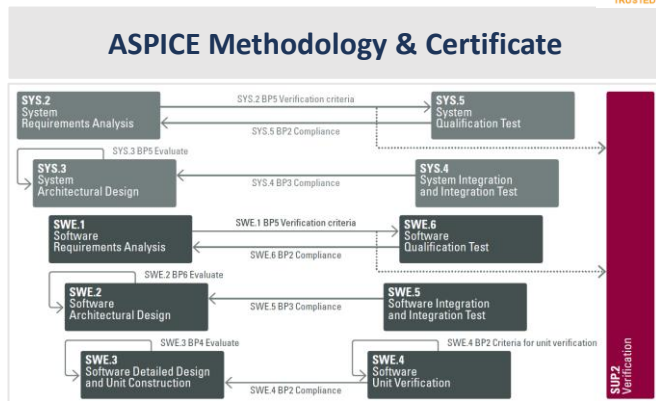 TRUSTED
ASPICE Methodology & Certificate
SYS.2
System
Requirements Analysis
SYS.2 BP5 Verification criteria
SYS.5 BP2 Compliance
SYS.5
System
Qualification Test
SYS.3 BP5 Evaluate
SYS.3
System
Architectural Design
SYS.4 BP3 Compliance
SYS.4
System Integration
and Integration Test
SWE.1
Software
Requirements Analysis
SWE.1 BP5 Verification criteria
SWE.6 BP2 Compliance
SWE.6
Software
Qualification Test
SWE.2 BP6 Evaluate
SWE.2
Software
Architectural Design
SWE.5 BP3 Compliance
SWE.5
Software Integration
and Integration Test
SWE.3 BP4 Evaluate
SWE.3
Software Detailed Design
and Unit Construction
SWE.4 BP2 Compliance
SWE.4 BP2 Criteria for unit verification
SWE.4
Software
Unit Verification
SUP.2
Verification